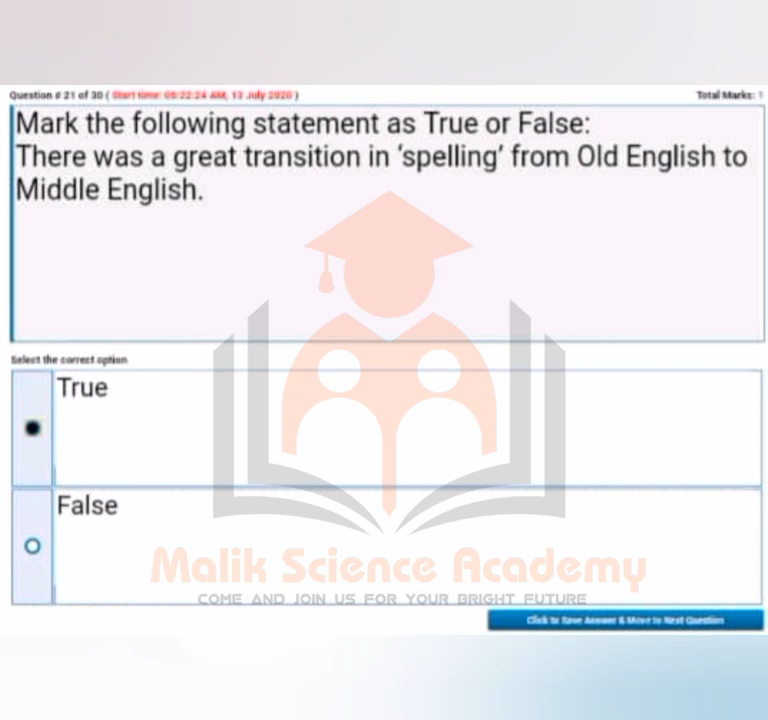 Question # 21 of 30 ( Start time: 05:22:24 AM, 13 July 2020 )
Total Marks: 1
Mark the following statement as True or False:
There was a great transition in ‘spelling’ from Old English to
Middle English.
Select the correct option
True
False
Malik Science Academy
COME AND JOIN US FOR YOUR BRIGHT FUTURE
Click to Save Answer & Move to Next Question